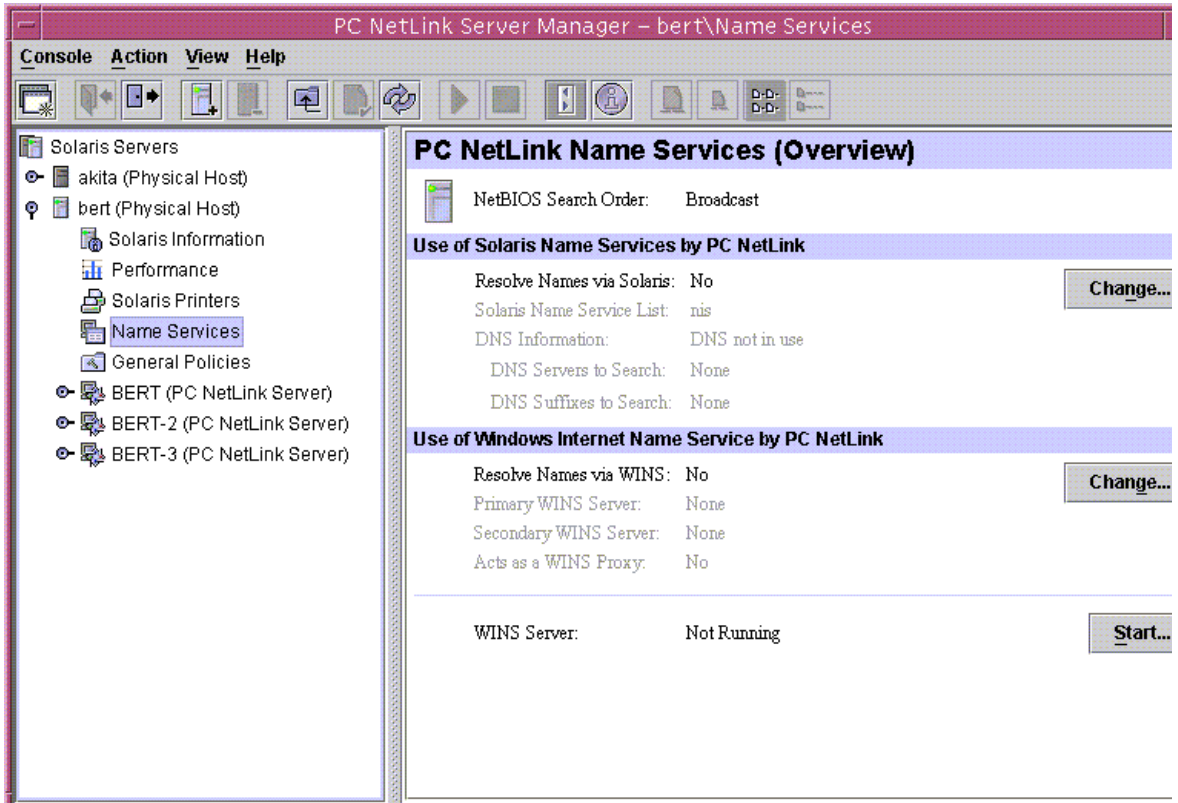 PC NetLink Server Manager – bert\Name Services
Console Action View Help
Solaris Servers
akita (Physical Host)
bert (Physical Host)
Solaris Information
Performance
Solaris Printers
Name Services
General Policies
BERT (PC NetLink Server)
BERT-2 (PC NetLink Server)
BERT-3 (PC NetLink Server)
PC NetLink Name Services (Overview)
NetBIOS Search Order: Broadcast
Use of Solaris Name Services by PC NetLink
Resolve Names via Solaris: No
Change...
Solaris Name Service List: nis
DNS Information: DNS not in use
DNS Servers to Search: None
DNS Suffixes to Search: None
Use of Windows Internet Name Service by PC NetLink
Resolve Names via WINS: No
Change...
Primary WINS Server: None
Secondary WINS Server: None
Acts as a WINS Proxy: No
WINS Server: Not Running
Start...